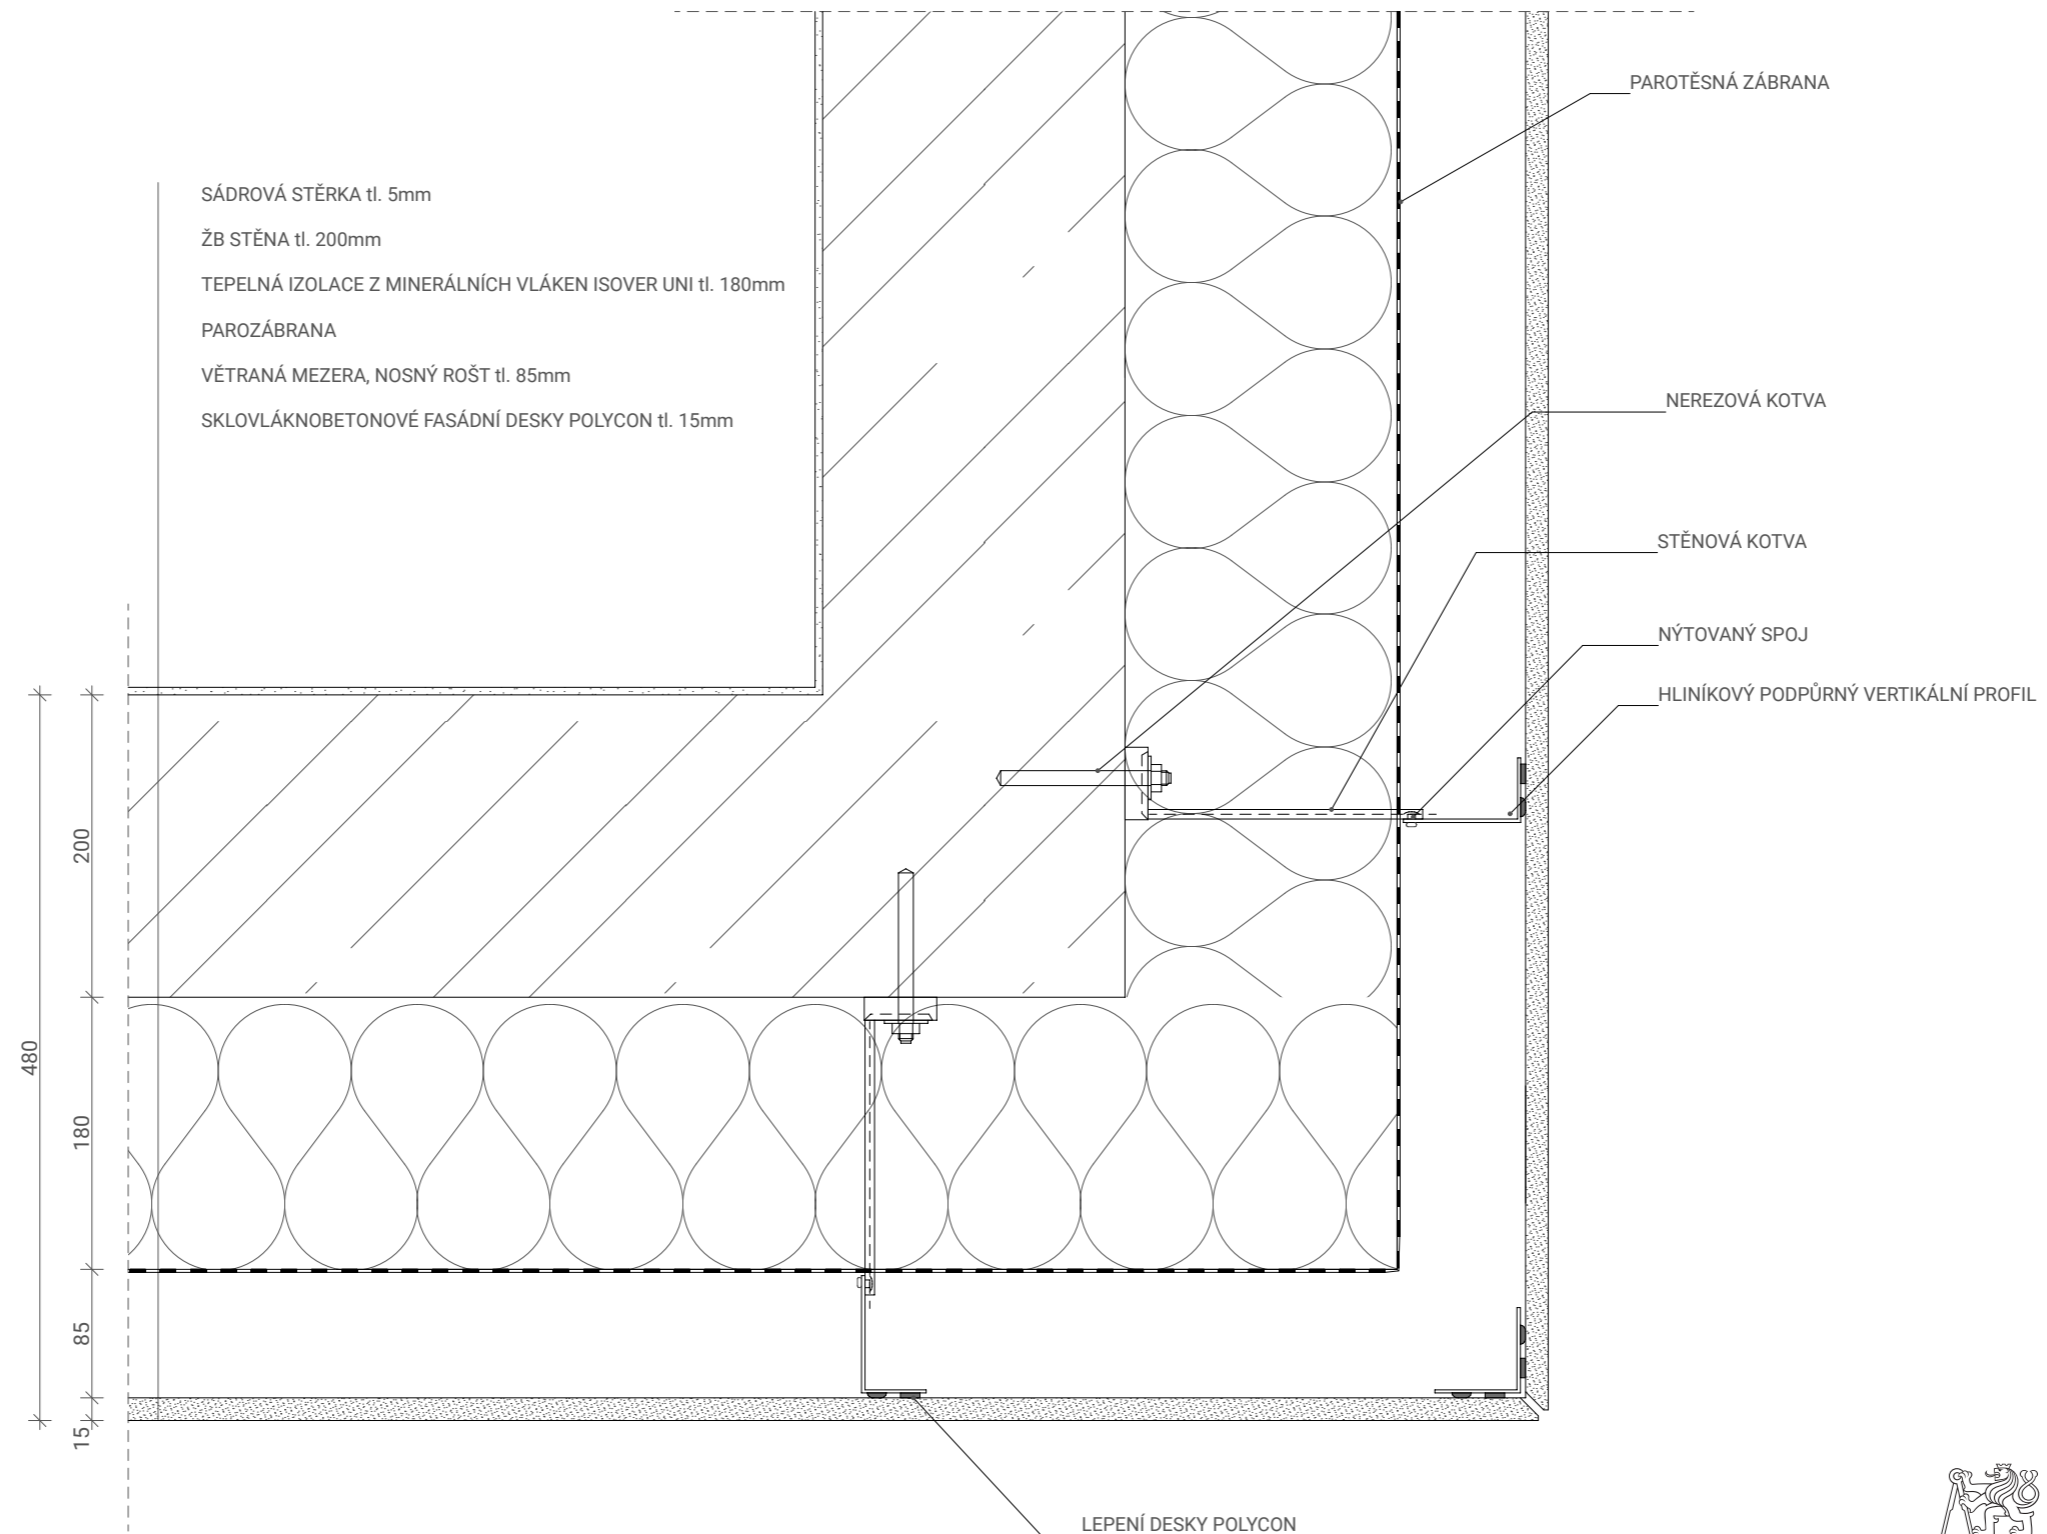 PAROTĚSNÁ ZÁBRANA
SÁDROVÁ STĚRKA tl. 5mm
ŽB STĚNA tl. 200mm
TEPELNÁ IZOLACE Z MINERÁLNÍCH VLÁKEN ISOVER UNI tl. 180mm
PAROZÁBRANA
VĚTRANÁ MEZERA, NOSNÝ ROŠT tl. 85mm
SKLOVLÁKNOBETONOVÉ FASÁDNÍ DESKY POLYCON tl. 15mm
NEREZOVÁ KOTVA
STĚNOVÁ KOTVA
NÝTOVANÝ SPOJ
HLINÍKOVÝ PODPŮRNÝ VERTIKÁLNÍ PROFIL
200
480
180
85
15
LEPENÍ DESKY POLYCON